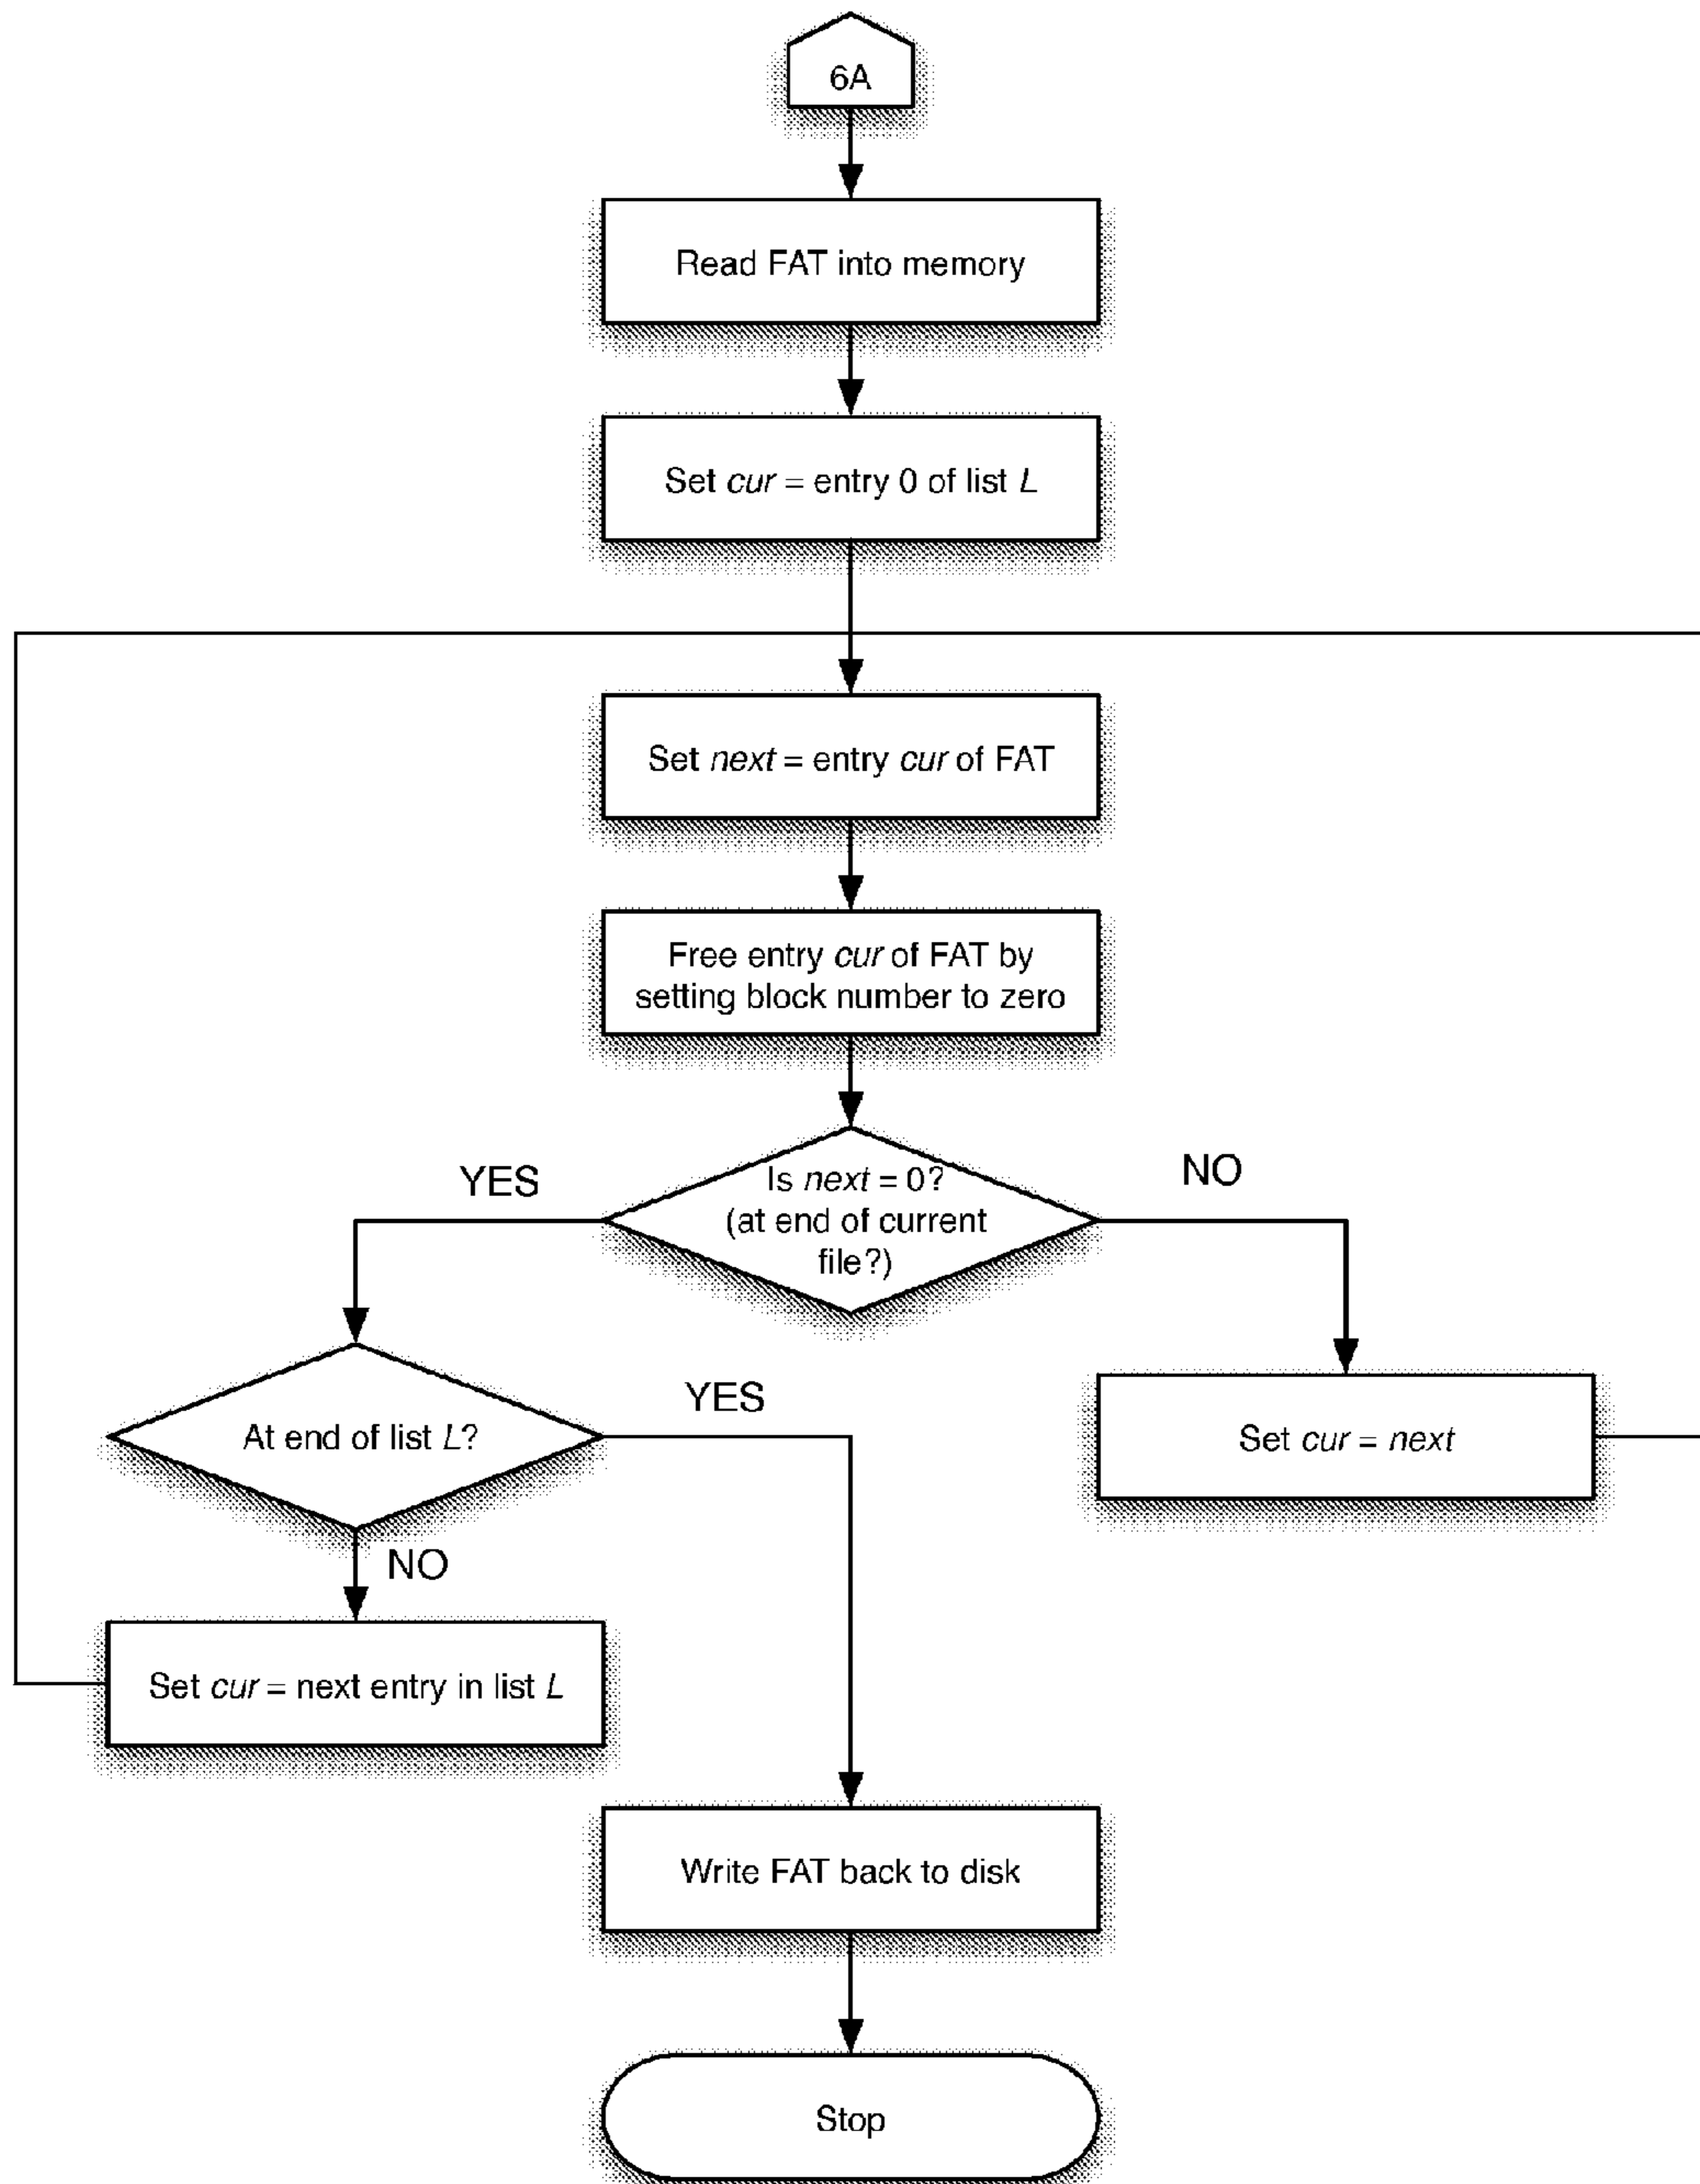 6A
Read FAT into memory
Set cur = entry 0 of list L
Set next = entry cur of FAT
Free entry cur of FAT by
setting block number to zero
YES
Is next = 0?
(at end of current
file?)
NO
At end of list L?
YES
Set cur = next
NO
Set cur = next entry in list L
Write FAT back to disk
Stop